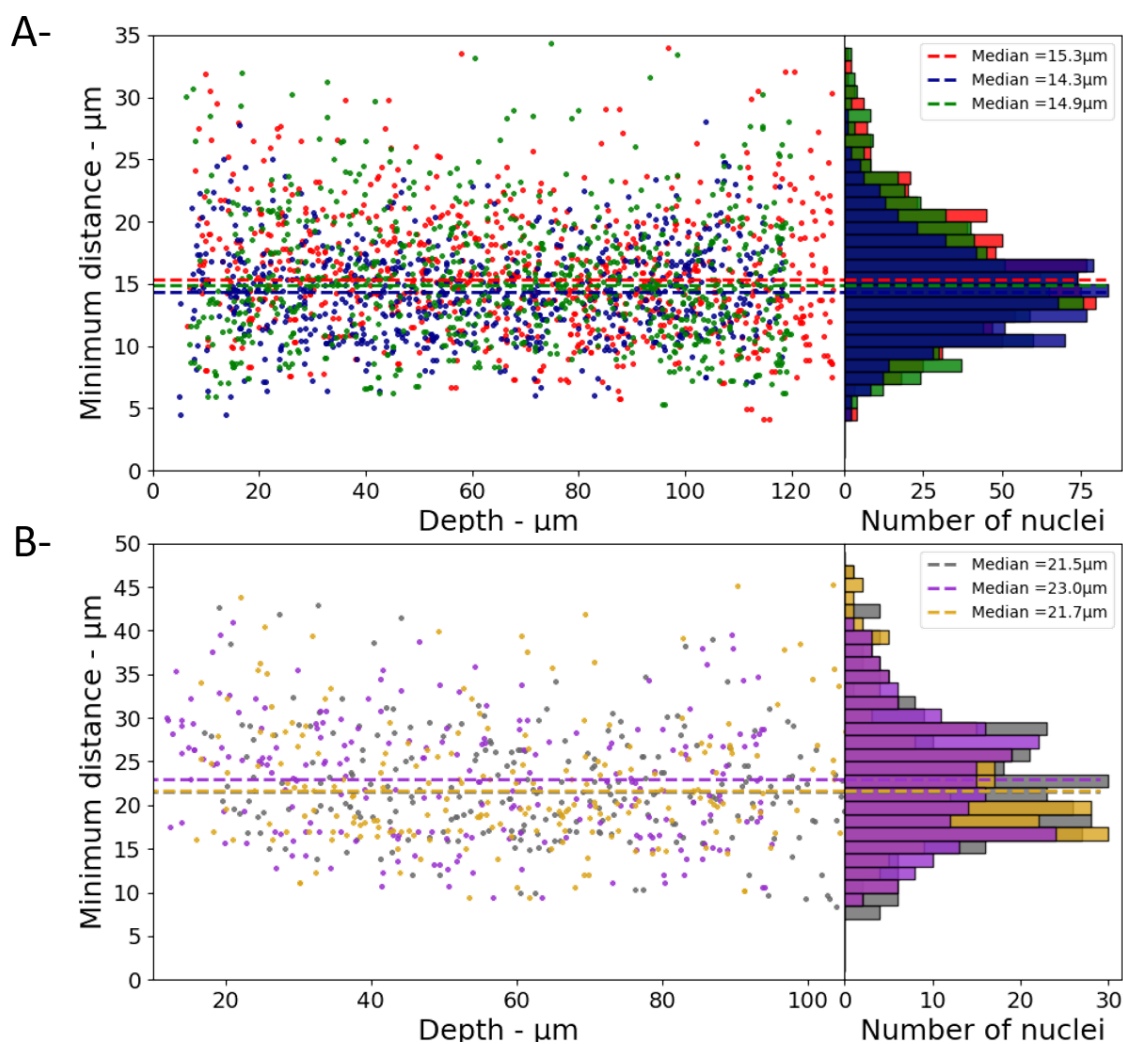 A-
Minimum distance - μm
35
30
25
20
15
10
5
0
0 20 40 60 80 100 120
Depth - μm
Median =15.3μm
Median =14.3μm
Median =14.9μm
0 25 50 75
Number of nuclei
B-
Minimum distance - μm
50
45
40
35
30
25
20
15
10
5
0
20 40 60 80 100
Depth - μm
Median =21.5μm
Median =23.0μm
Median =21.7μm
0 10 20 30
Number of nuclei